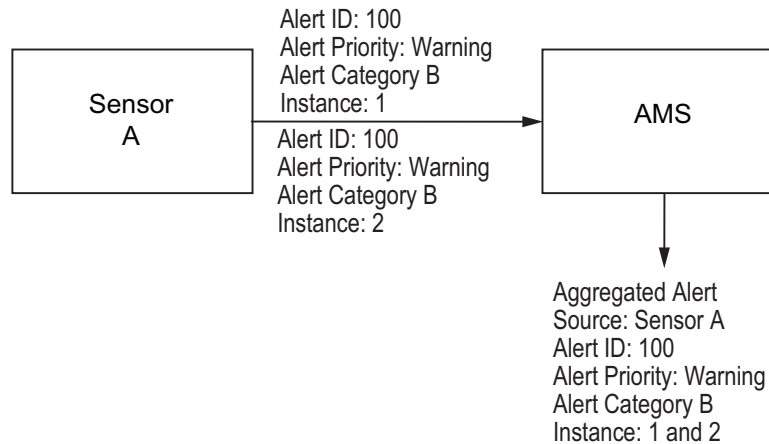 Alert ID: 100
Alert Priority: Warning
Alert Category B
Instance: 1
Sensor
A
AMS
Alert ID: 100
Alert Priority: Warning
Alert Category B
Instance: 2
Aggregated Alert
Source: Sensor A
Alert ID: 100
Alert Priority: Warning
Alert Category B
Instance: 1 and 2